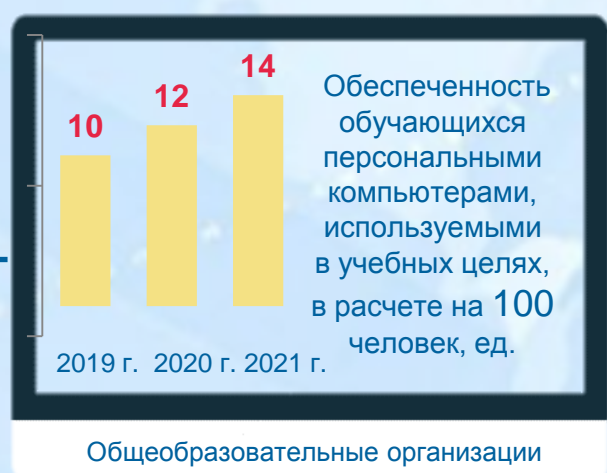 10
12
14
Обеспеченность
обучающихся
персональными
компьютерами,
используемыми
в учебных целях,
в расчете на 100
человек, ед.
2019 г. 2020 г. 2021 г.
Общеобразовательные организации